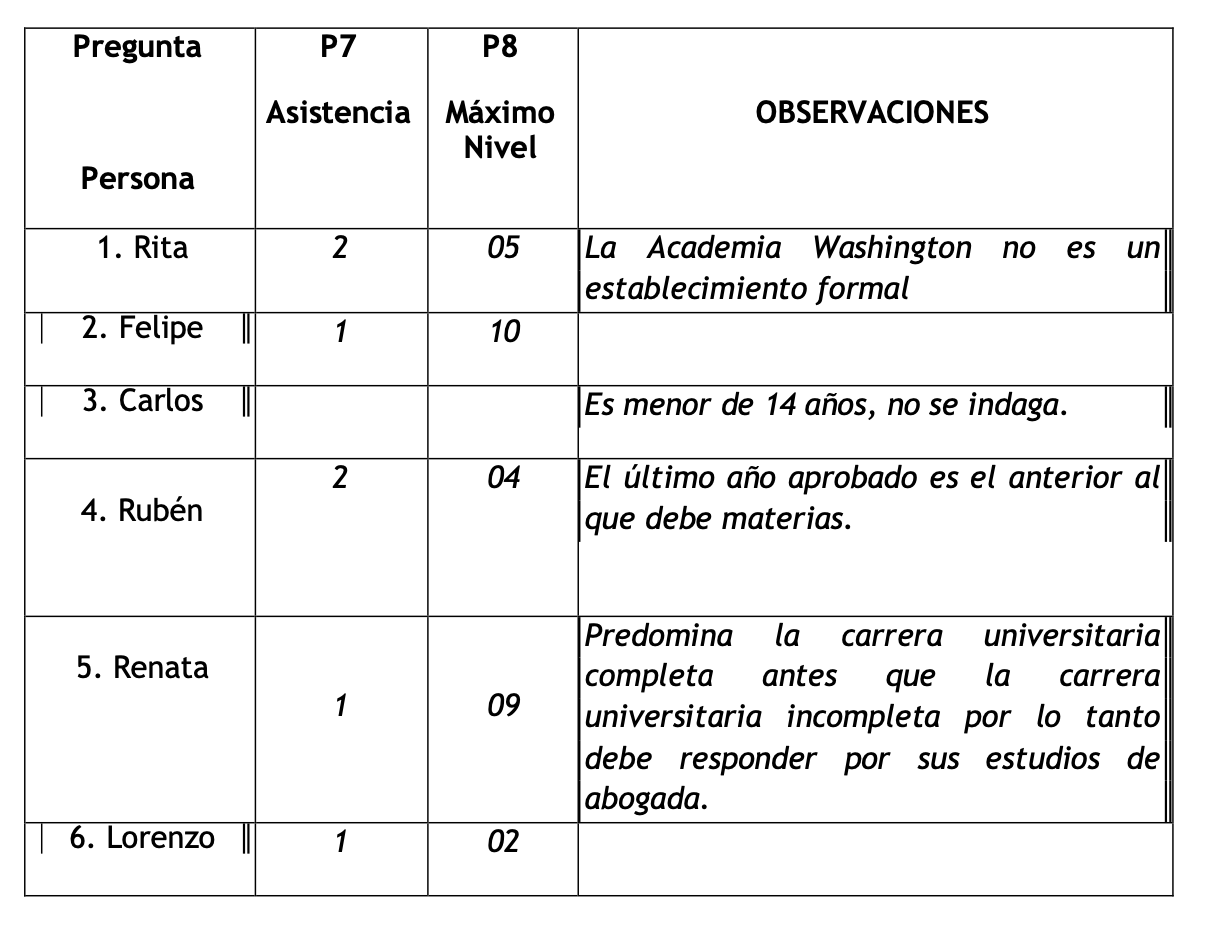 Pregunta
Persona
P7
Asistencia
P8
Máximo
Nivel
OBSERVACIONES
1. Rita
2
05
La Academia Washington no es un
establecimiento formal
2. Felipe
1
10
3. Carlos
Es menor de 14 años, no se indaga.
4. Rubén
2
04
El último año aprobado es el anterior al
que debe materias.
5. Renata
1
09
Predomina la carrera universitaria
completa antes que la carrera
universitaria incompleta por lo tanto
debe responder por sus estudios de
abogada.
6. Lorenzo
1
02